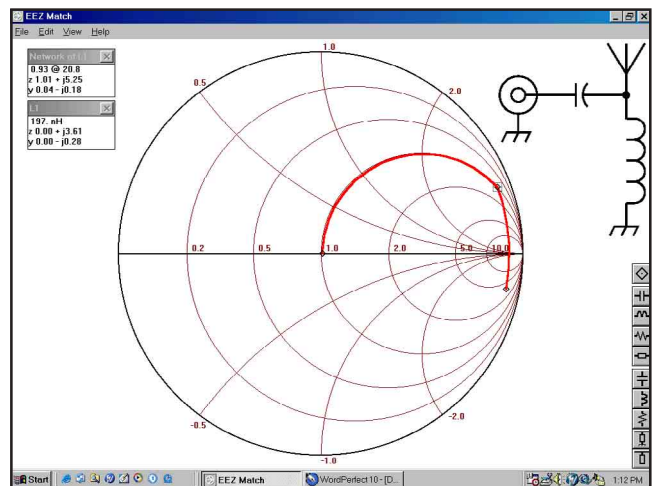 EEZ Match
File Edit View Help
Network of L1
0.93 @ 20.8
z 1.01 + j5.25
y 0.04 - j0.18
L1
197. nH
z 0.00 + j3.61
y 0.00 - j0.28
1.0
0.5
2.0
0.2
0.5
1.0
2.0
5.0
10.0
-0.5
-2.0
-1.0
Start
EEZ Match
WordPerfect 10 - [D...
1:12 PM